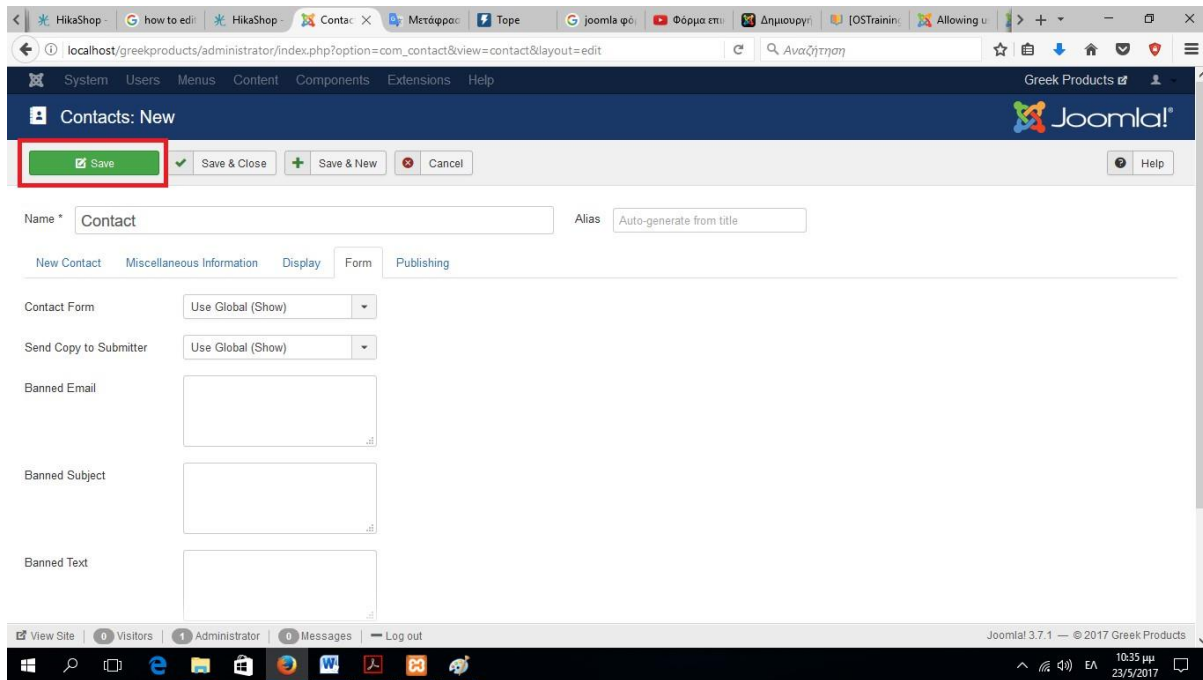 HikaShop - G how to edit HikaShop - Contac Μετάφρασ Tope G joomla φό Φόρμα επι Δημιουργή [OSTraining Allowing u
localhost/greekproducts/administrator/index.php?option=com_contact&view=contact&layout=edit Αναζήτηση
System Users Menus Content Components Extensions Help Greek Products
Contacts: New Joomla!®
Save Save & Close Save & New Cancel Help
Name * Contact Alias Auto-generate from title
New Contact Miscellaneous Information Display Form Publishing
Contact Form Use Global (Show)
Send Copy to Submitter Use Global (Show)
Banned Email
Banned Subject
Banned Text
View Site 0 Visitors 1 Administrator 0 Messages Log out Joomla! 3.7.1 — © 2017 Greek Products
ΕΛ 10:35 μμ
23/5/2017